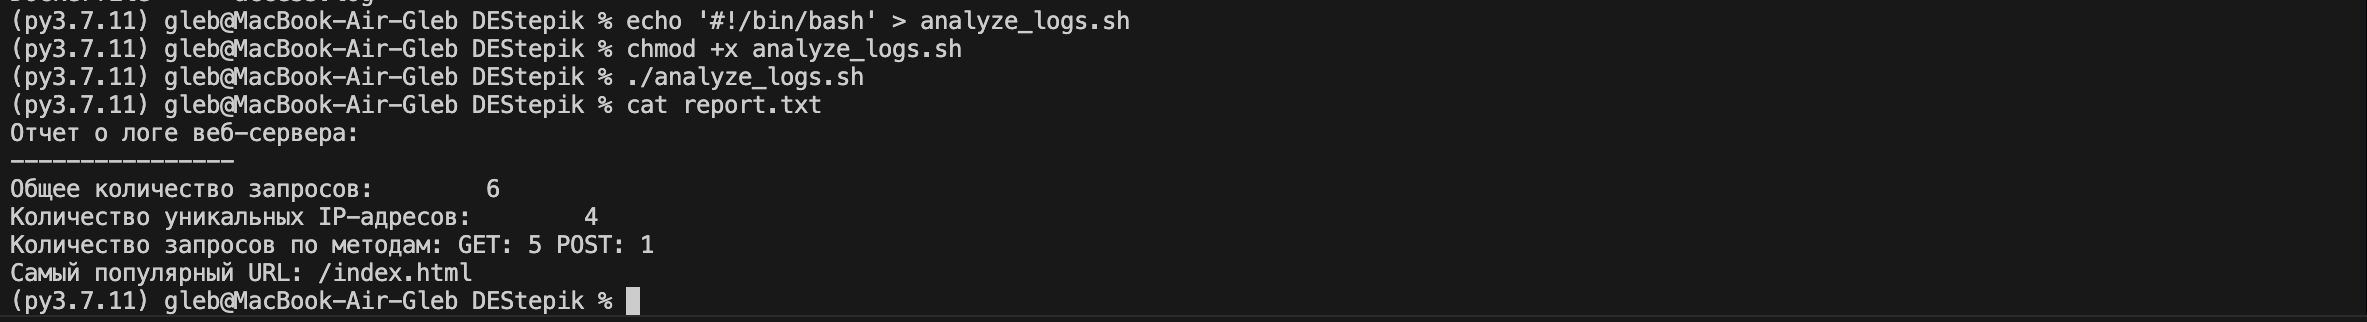 (py3.7.11) gleb@MacBook-Air-Gleb DEStepik % echo '#!/bin/bash' > analyze_logs.sh
(py3.7.11) gleb@MacBook-Air-Gleb DEStepik % chmod +x analyze_logs.sh
(py3.7.11) gleb@MacBook-Air-Gleb DEStepik % ./analyze_logs.sh
(py3.7.11) gleb@MacBook-Air-Gleb DEStepik % cat report.txt
Отчет о логе веб-сервера:
----------------
Общее количество запросов:        6
Количество уникальных IP-адресов:        4
Количество запросов по методам: GET: 5 POST: 1
Самый популярный URL: /index.html
(py3.7.11) gleb@MacBook-Air-Gleb DEStepik %